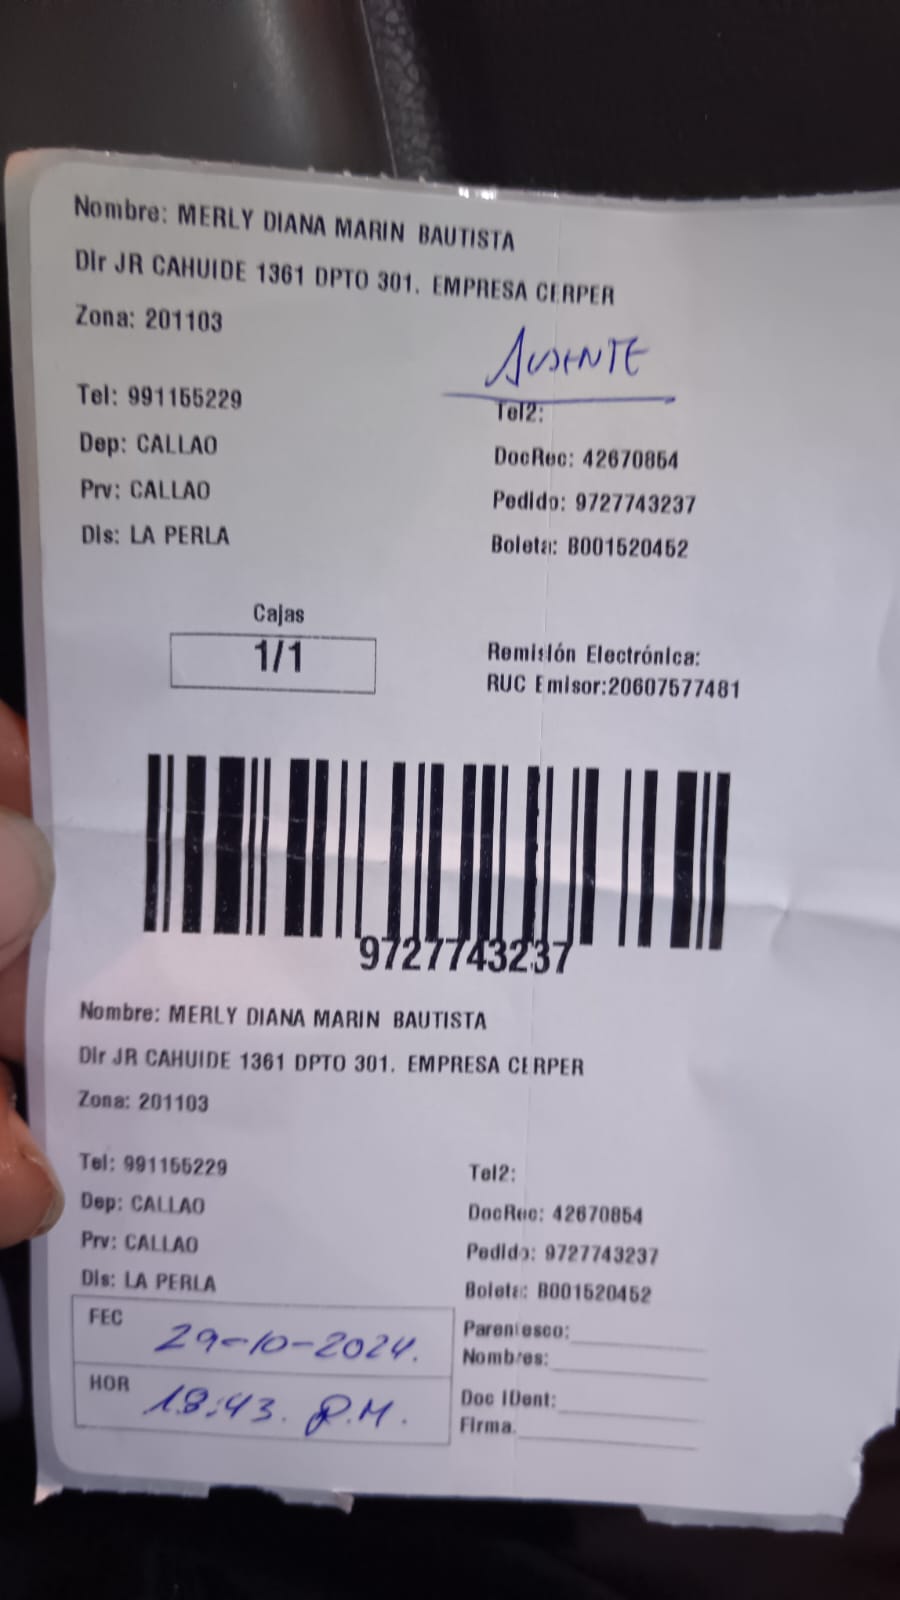 Nombre: MERLY DIANA MARIN BAUTISTA
Dir JR CAHUIDE 1361 DPTO 301. EMPRESA CERPER
Zona: 201103
AUSENTE
Tel: 991155229
Tel2:
Dep: CALLAO
DocRec: 42670854
Prv: CALLAO
Pedido: 9727743237
Dis: LA PERLA
Boleta: B001520452
Cajas
1/1
Remisión Electrónica:
RUC Emisor:20607577481
9727743237
Nombre: MERLY DIANA MARIN BAUTISTA
Dir JR CAHUIDE 1361 DPTO 301. EMPRESA CERPER
Zona: 201103
Tel: 991155229
Tel2:
Dep: CALLAO
DocRec: 42670854
Prv: CALLAO
Pedido: 9727743237
Dis: LA PERLA
Boleta: B001520452
FEC 29-10-2024.
Parentesco:
Nombres:
HOR 18:43. P.M.
Doc IDent:
Firma.